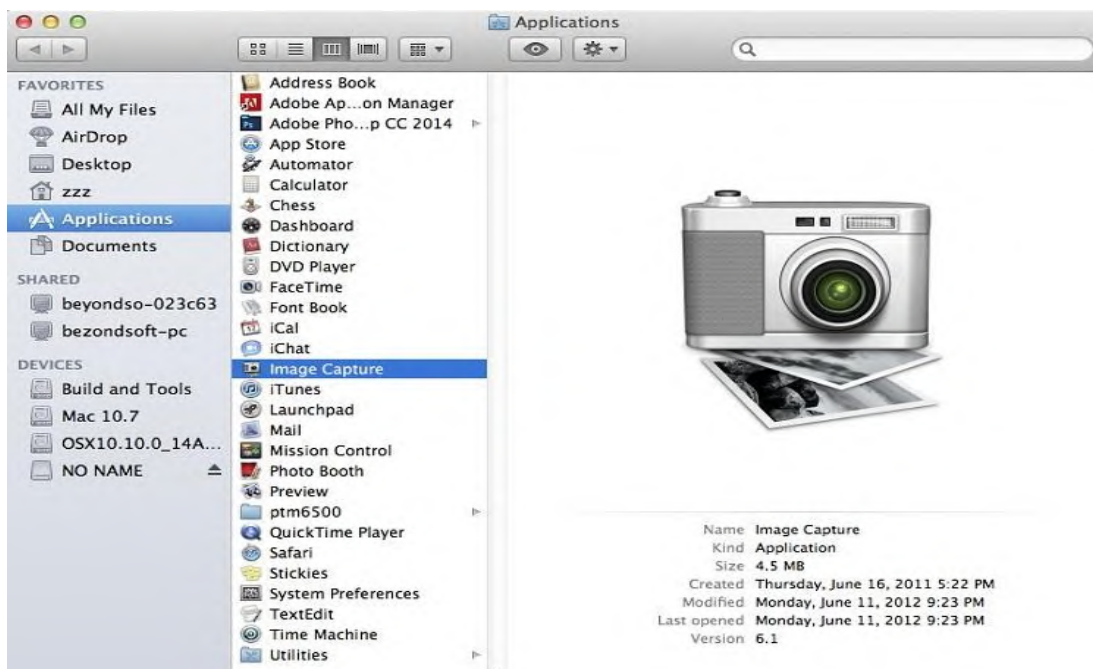 Applications
FAVORITES
All My Files
AirDrop
Desktop
zzz
Applications
Documents
SHARED
beyondso-023c63
bezondsoft-pc
DEVICES
Build and Tools
Mac 10.7
OSX10.10.0_14A...
NO NAME
Address Book
Adobe Ap...on Manager
Adobe Pho...p CC 2014
App Store
Automator
Calculator
Chess
Dashboard
Dictionary
DVD Player
FaceTime
Font Book
iCal
iChat
Image Capture
iTunes
Launchpad
Mail
Mission Control
Photo Booth
Preview
ptm6500
QuickTime Player
Safari
Stickies
System Preferences
TextEdit
Time Machine
Utilities
Name Image Capture
Kind Application
Size 4.5 MB
Created Thursday, June 16, 2011 5:22 PM
Modified Monday, June 11, 2012 9:23 PM
Last opened Monday, June 11, 2012 9:23 PM
Version 6.1